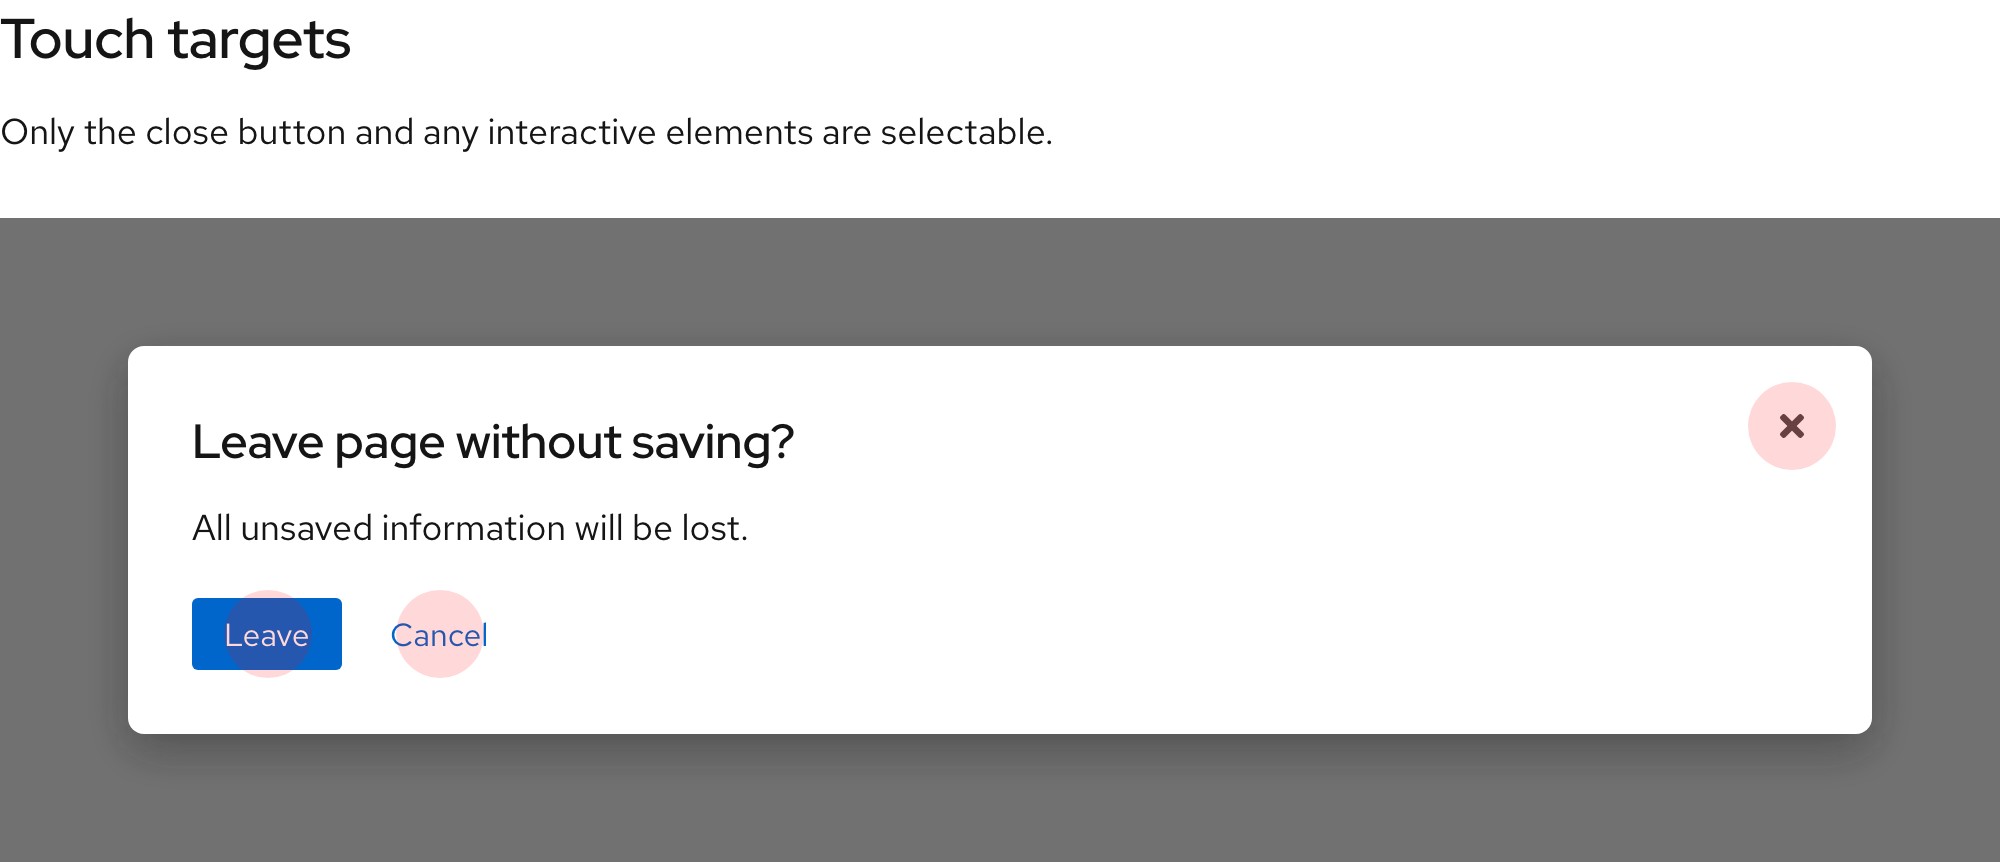 Touch targets
Only the close button and any interactive elements are selectable.
Leave page without saving?
All unsaved information will be lost.
Leave Cancel